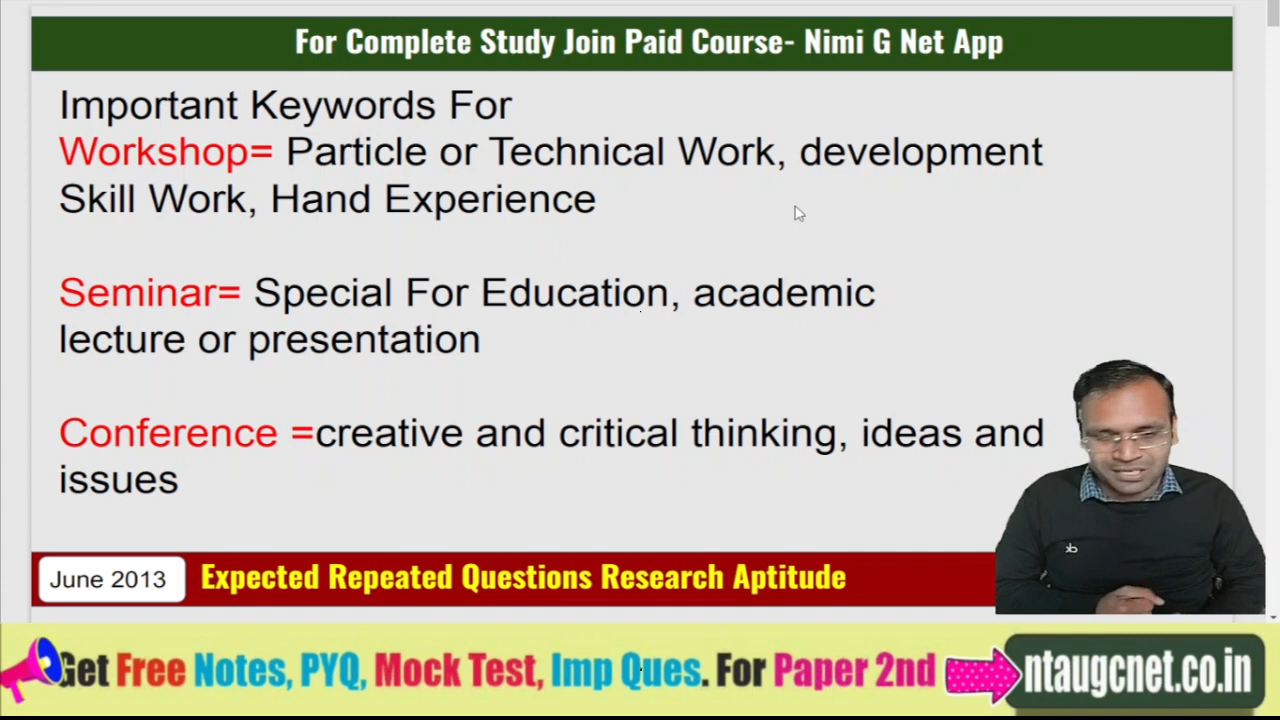 For Complete Study Join Paid Course- Nimi G Net App
Important Keywords For
Workshop= Particle or Technical Work, development
Skill Work, Hand Experience
Seminar= Special For Education, academic
lecture or presentation
Conference =creative and critical thinking, ideas and
issues
June 2013 Expected Repeated Questions Research Aptitude
Get Free Notes, PYQ, Mock Test, Imp Ques. For Paper 2nd ntaugcnet.co.in